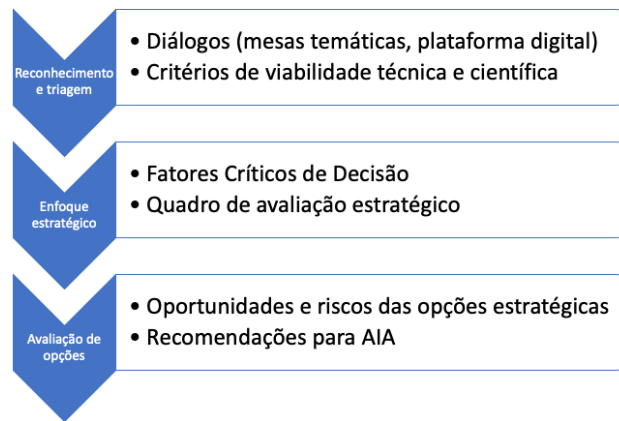 Reconhecimento
e triagem
• Diálogos (mesas temáticas, plataforma digital)
• Critérios de viabilidade técnica e científica
Enfoque
estratégico
• Fatores Críticos de Decisão
• Quadro de avaliação estratégico
Avaliação de
opções
• Oportunidades e riscos das opções estratégicas
• Recomendações para AIA